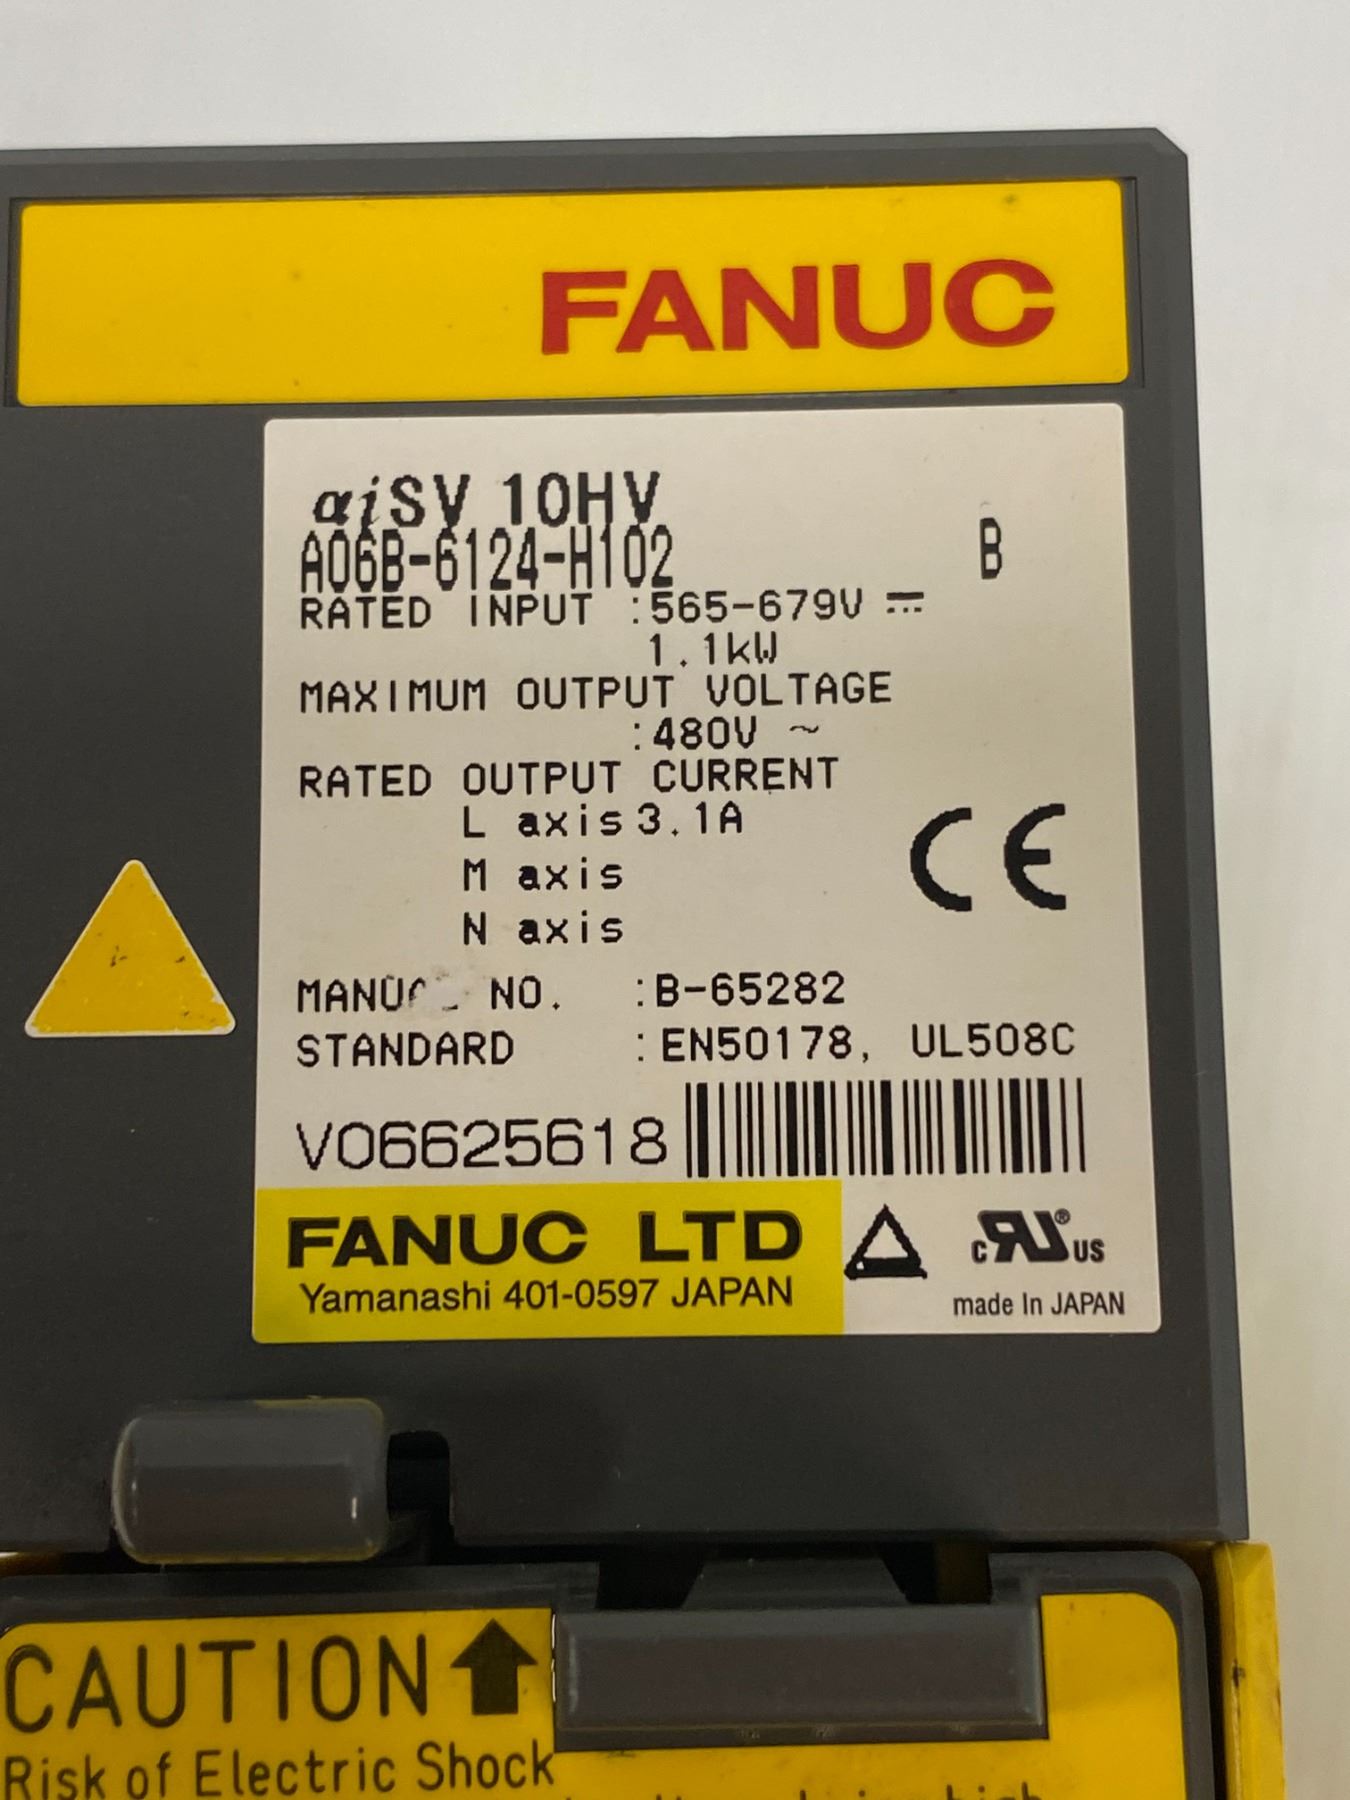 FANUC
αiSV 10HV
A06B-6124-H102 B
RATED INPUT :565-679V ⎓
1.1kW
MAXIMUM OUTPUT VOLTAGE
:480V ~
RATED OUTPUT CURRENT
L axis 3.1A
M axis
N axis
NO. :B-65282
STANDARD :EN50178, UL508C
V06625618
FANUC LTD
Yamanashi 401-0597 JAPAN
CE
c RU ® US
made In JAPAN
CAUTION
Risk of Electric Shock